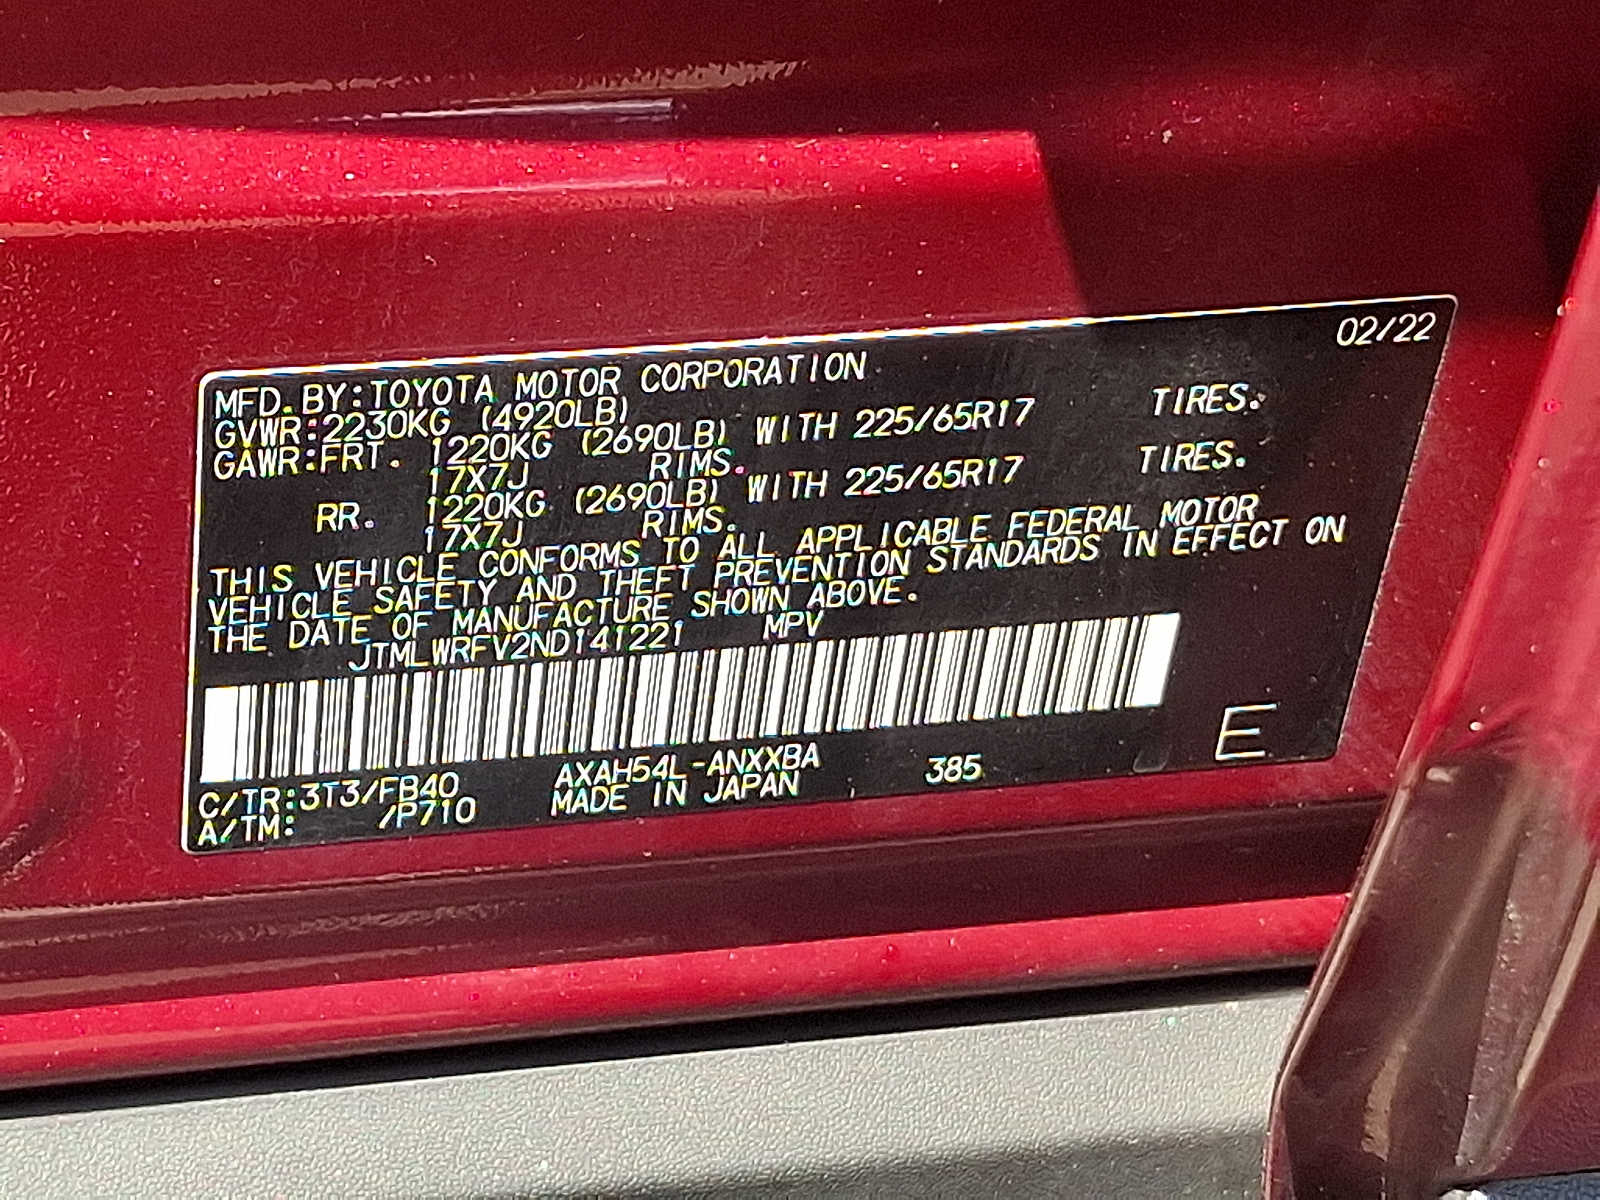 02/22
MFD.BY:TOYOTA MOTOR CORPORATION
GVWR:2230KG (4920LB)
GAWR:FRT. 1220KG (2690LB) WITH 225/65R17 TIRES.
17X7J RIMS.
RR. 1220KG (2690LB) WITH 225/65R17 TIRES.
17X7J RIMS.
THIS VEHICLE CONFORMS TO ALL APPLICABLE FEDERAL MOTOR
VEHICLE SAFETY AND THEFT PREVENTION STANDARDS IN EFFECT ON
THE DATE OF MANUFACTURE SHOWN ABOVE.
JTMLWRFV2ND141221 MPV
E
C/TR:3T3/FB40 AXAH54L-ANXXBA 385
A/TM: /P710 MADE IN JAPAN